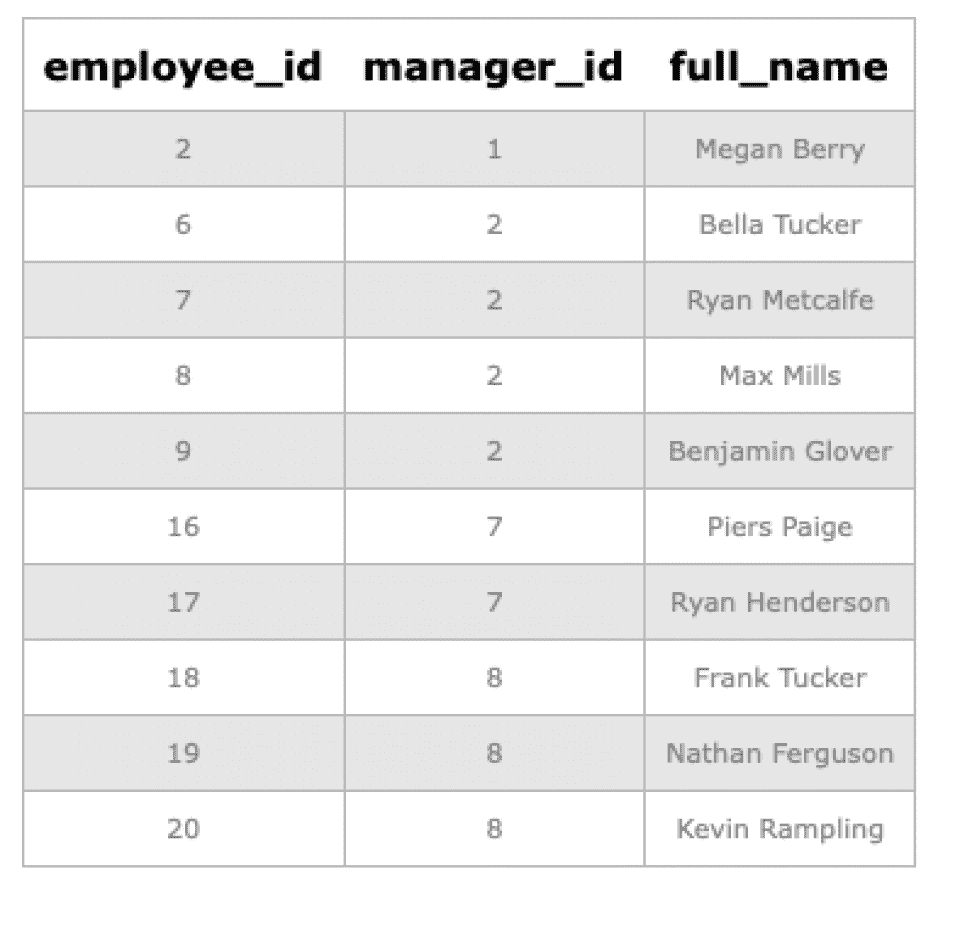 employee_id manager_id full_name
2 1 Megan Berry
6 2 Bella Tucker
7 2 Ryan Metcalfe
8 2 Max Mills
9 2 Benjamin Glover
16 7 Piers Paige
17 7 Ryan Henderson
18 8 Frank Tucker
19 8 Nathan Ferguson
20 8 Kevin Rampling